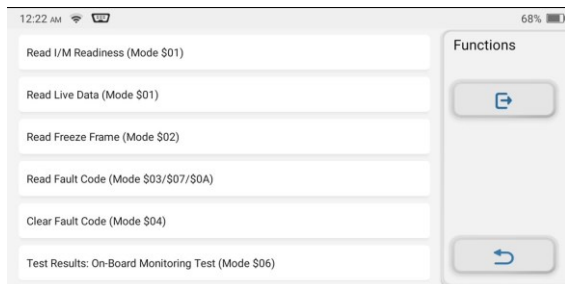 12:22 AM
68%
Read I/M Readiness (Mode $01)
Read Live Data (Mode $01)
Read Freeze Frame (Mode $02)
Read Fault Code (Mode $03/$07/$0A)
Clear Fault Code (Mode $04)
Test Results: On-Board Monitoring Test (Mode $06)
Functions